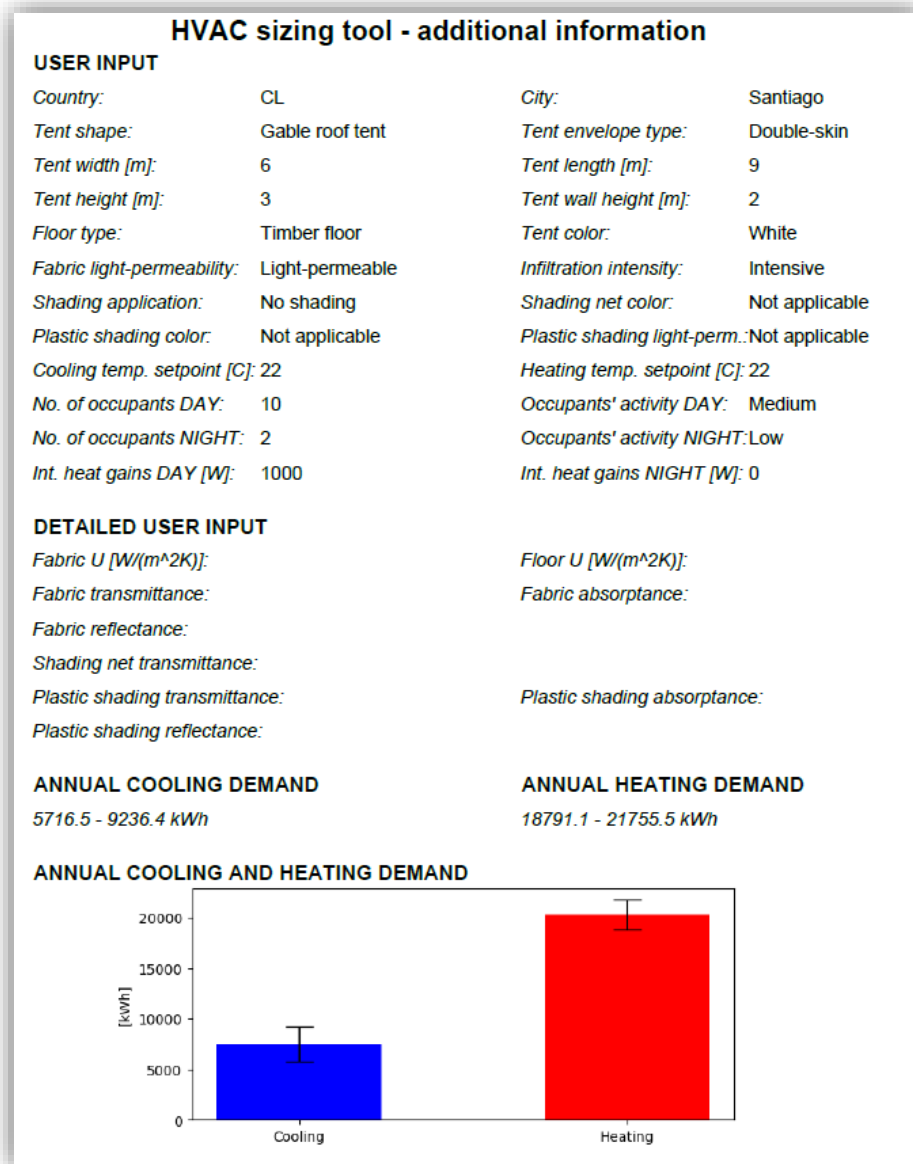 HVAC sizing tool - additional information
USER INPUT
Country: CL City: Santiago
Tent shape: Gable roof tent Tent envelope type: Double-skin
Tent width [m]: 6 Tent length [m]: 9
Tent height [m]: 3 Tent wall height [m]: 2
Floor type: Timber floor Tent color: White
Fabric light-permeability: Light-permeable Infiltration intensity: Intensive
Shading application: No shading Shading net color: Not applicable
Plastic shading color: Not applicable Plastic shading light-perm.: Not applicable
Cooling temp. setpoint [C]: 22 Heating temp. setpoint [C]: 22
No. of occupants DAY: 10 Occupants' activity DAY: Medium
No. of occupants NIGHT: 2 Occupants' activity NIGHT: Low
Int. heat gains DAY [W]: 1000 Int. heat gains NIGHT [W]: 0
DETAILED USER INPUT
Fabric U [W/(m^2K)]: Floor U [W/(m^2K)]:
Fabric transmittance: Fabric absorptance:
Fabric reflectance:
Shading net transmittance:
Plastic shading transmittance: Plastic shading absorptance:
Plastic shading reflectance:
ANNUAL COOLING DEMAND ANNUAL HEATING DEMAND
5716.5 - 9236.4 kWh 18791.1 - 21755.5 kWh
ANNUAL COOLING AND HEATING DEMAND
20000
15000
10000
5000
0
[kWh]
Cooling Heating